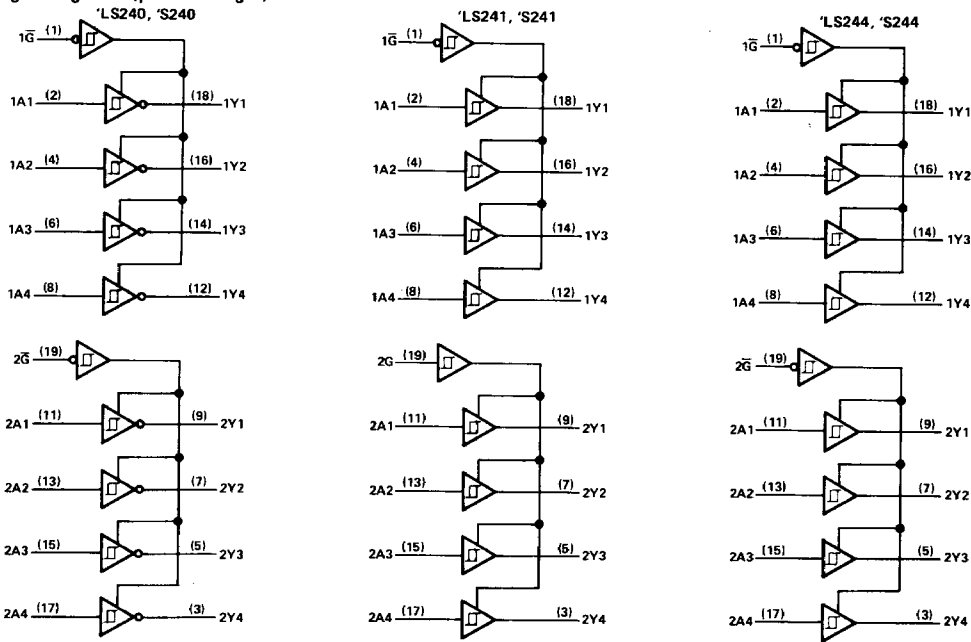 'LS240, 'S240
1G̅ (1)
1A1 (2) (18) 1Y1
1A2 (4) (16) 1Y2
1A3 (6) (14) 1Y3
1A4 (8) (12) 1Y4
2G̅ (19)
2A1 (11) (9) 2Y1
2A2 (13) (7) 2Y2
2A3 (15) (5) 2Y3
2A4 (17) (3) 2Y4
'LS241, 'S241
1G̅ (1)
1A1 (2) (18) 1Y1
1A2 (4) (16) 1Y2
1A3 (6) (14) 1Y3
1A4 (8) (12) 1Y4
2G (19)
2A1 (11) (9) 2Y1
2A2 (13) (7) 2Y2
2A3 (15) (5) 2Y3
2A4 (17) (3) 2Y4
'LS244, 'S244
1G̅ (1)
1A1 (2) (18) 1Y1
1A2 (4) (16) 1Y2
1A3 (6) (14) 1Y3
1A4 (8) (12) 1Y4
2G̅ (19)
2A1 (11) (9) 2Y1
2A2 (13) (7) 2Y2
2A3 (15) (5) 2Y3
2A4 (17) (3) 2Y4